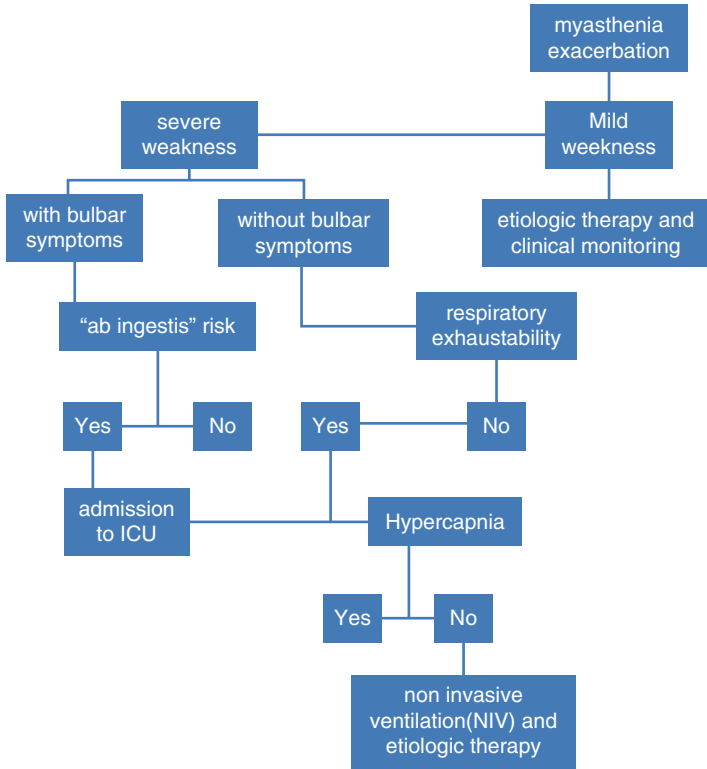 myasthenia
exacerbation
severe
weakness
Mild
weekness
with bulbar
symptoms
without bulbar
symptoms
etiologic therapy and
clinical monitoring
“ab ingestis” risk
respiratory
exhaustability
Yes
No
Yes
No
admission
to ICU
Hypercapnia
Yes
No
non invasive
ventilation(NIV) and
etiologic therapy